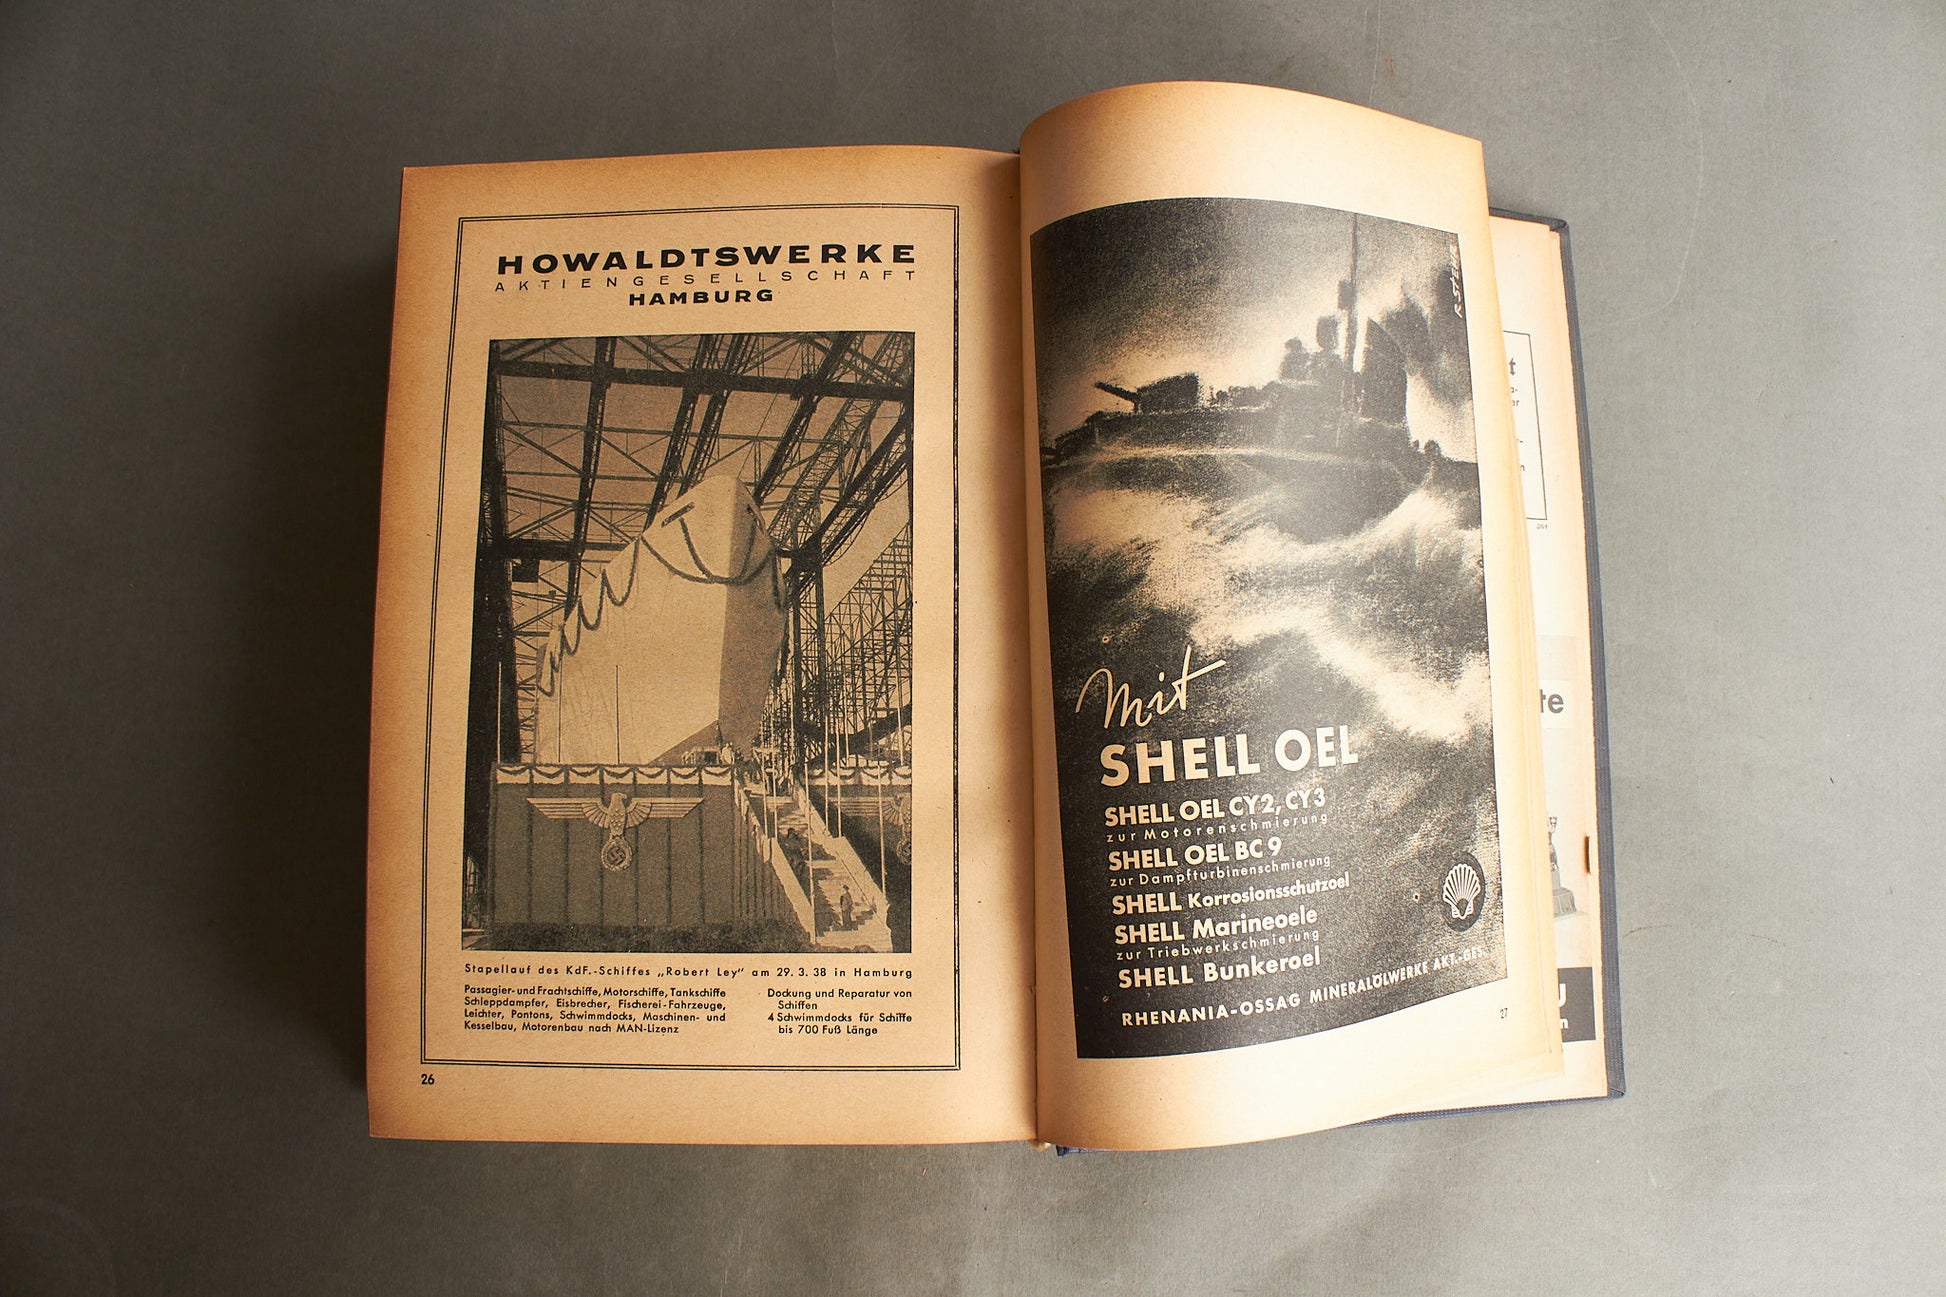 HOWALDTSWERKE
AKTIENGESELLSCHAFT
HAMBURG
Stapellauf des KdF.-Schiffes „Robert Ley“ am 29. 3. 38 in Hamburg
Passagier- und Frachtschiffe, Motorschiffe, Tankschiffe
Schleppdampfer, Eisbrecher, Fischerei-Fahrzeuge,
Leichter, Pontons, Schwimmdocks, Maschinen- und
Kesselbau, Motorenbau nach MAN-Lizenz
Dockung und Reparatur von
Schiffen
4 Schwimmdocks für Schiffe
bis 700 Fuß Länge
26
Mit
SHELL OEL
SHELL OEL CY2, CY3
zur Motorenschmierung
SHELL OEL BC 9
zur Dampfturbinenschmierung
SHELL Korrosionsschutzoel
SHELL Marineoele
zur Triebwerkschmierung
SHELL Bunkeroel
RHENANIA-OSSAG MINERALÖLWERKE AKT.-GES.
27